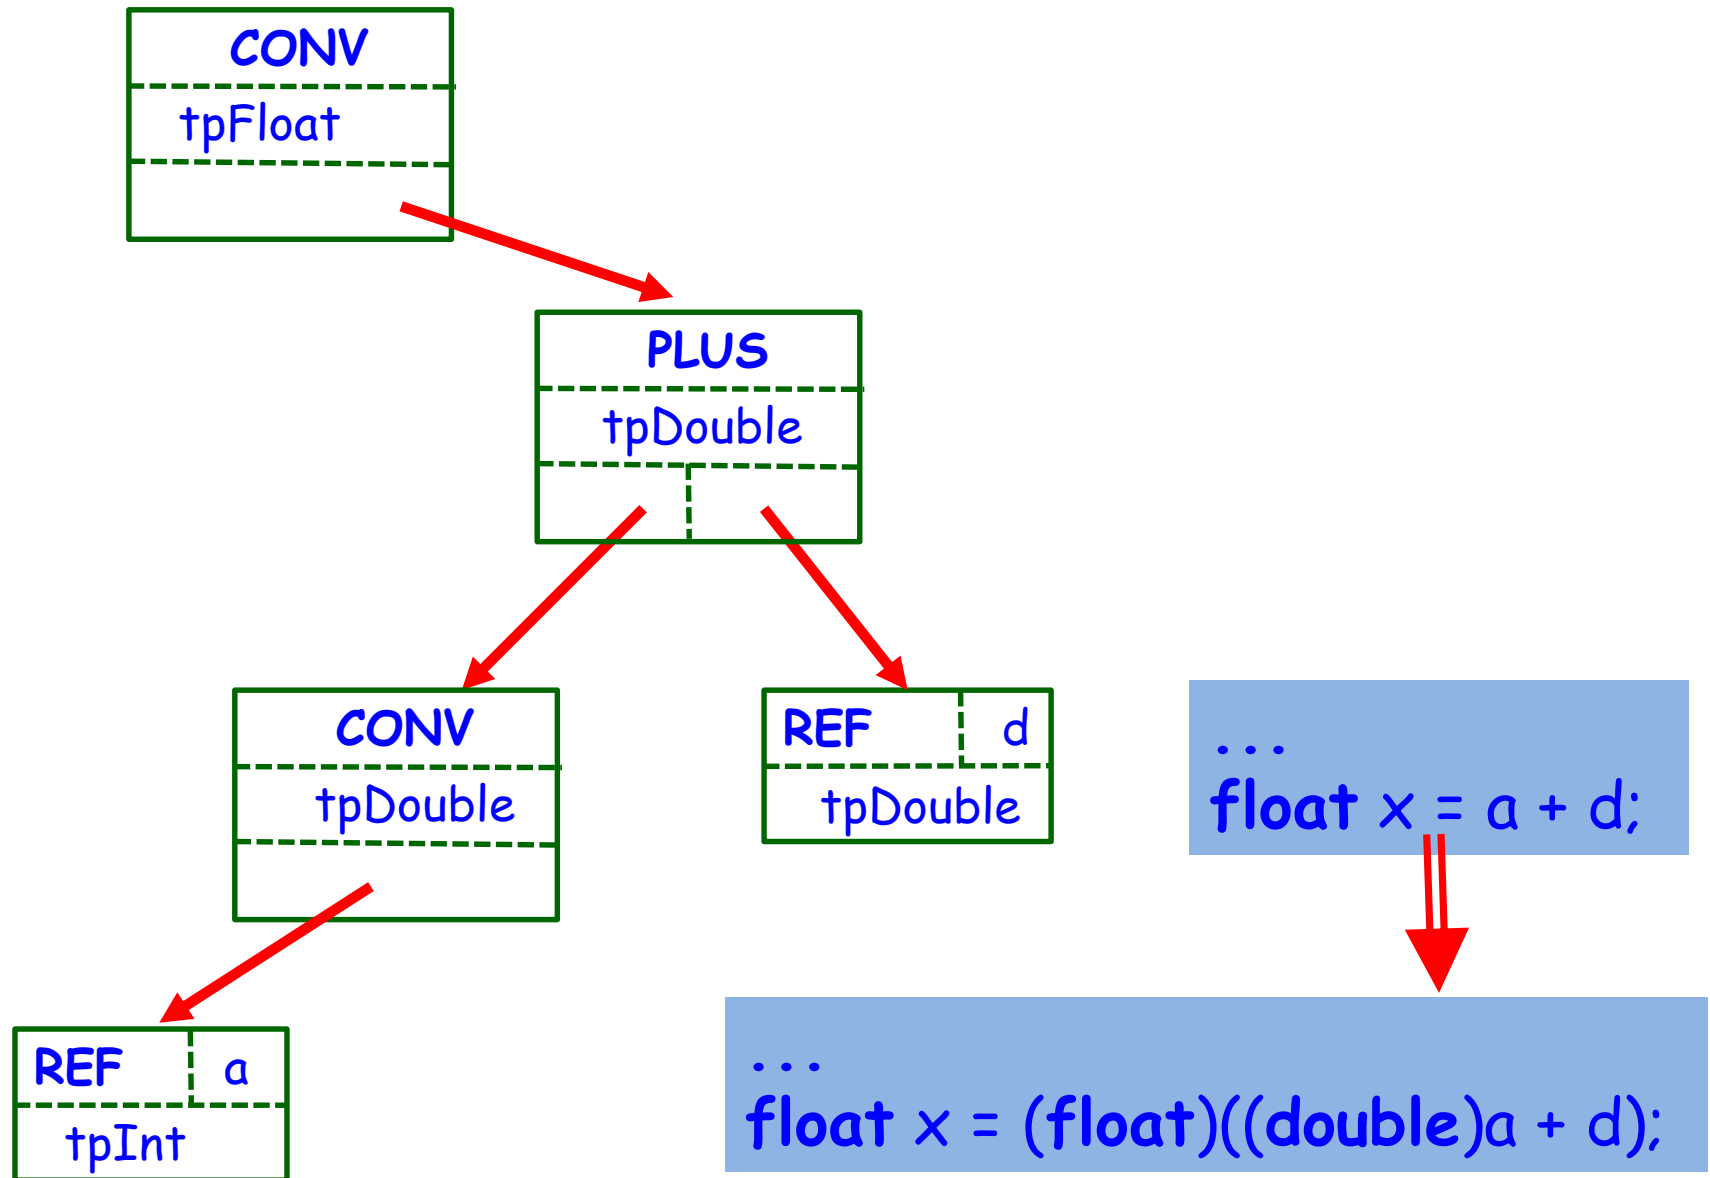 CONV
tpFloat
PLUS
tpDouble
CONV
tpDouble
REF d
tpDouble
REF a
tpInt
...
float x = a + d;
...
float x = (float)((double)a + d);